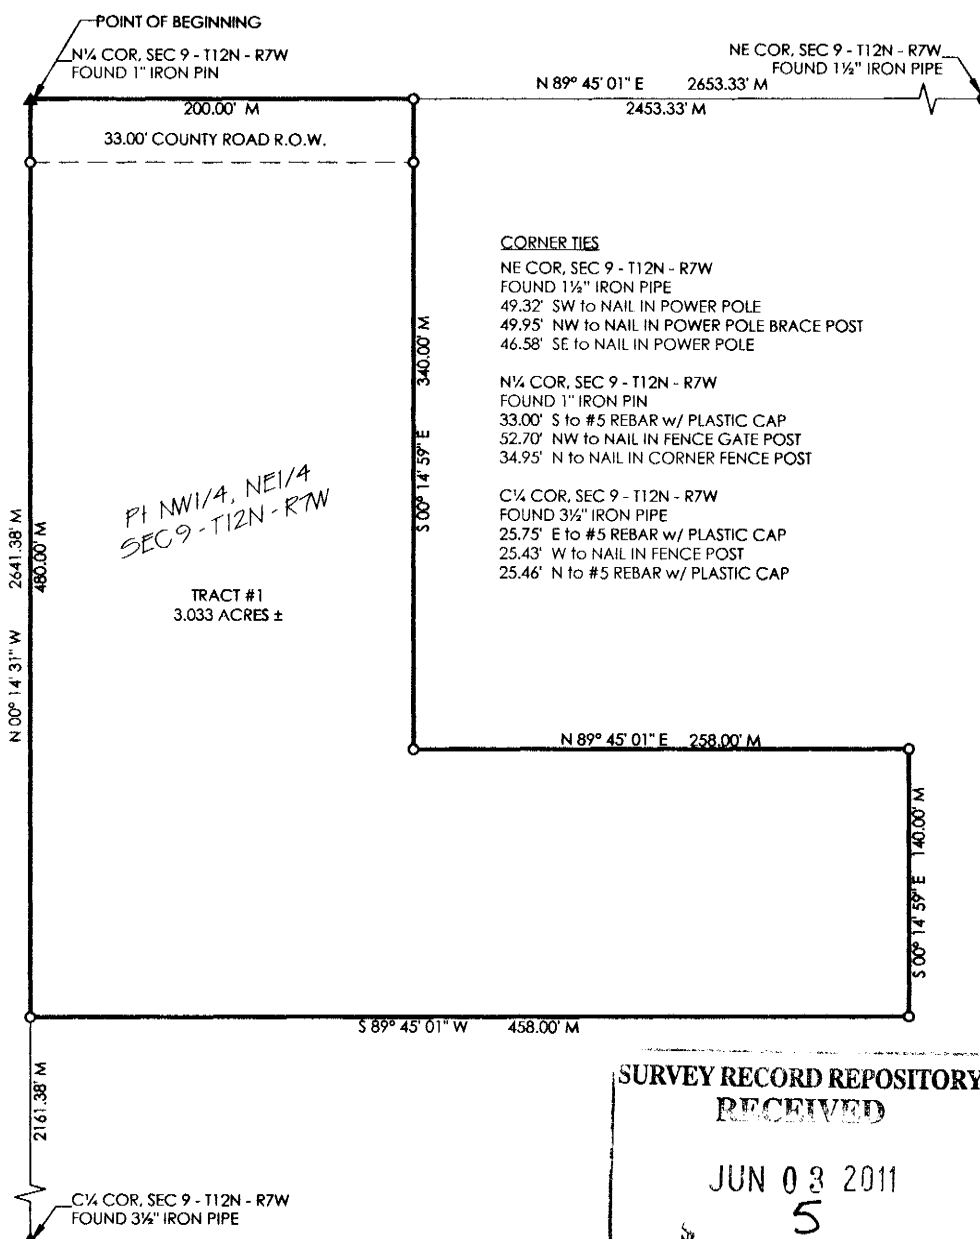 POINT OF BEGINNING
N¼ COR, SEC 9 - T12N - R7W
FOUND 1" IRON PIN
NE COR, SEC 9 - T12N - R7W
FOUND 1½" IRON PIPE
N 89° 45' 01" E 2653.33' M
200.00' M
2453.33' M
33.00' COUNTY ROAD R.O.W.
CORNER TIES
NE COR, SEC 9 - T12N - R7W
FOUND 1½" IRON PIPE
49.32' SW to NAIL IN POWER POLE
49.95' NW to NAIL IN POWER POLE BRACE POST
46.58' SE to NAIL IN POWER POLE
N¼ COR, SEC 9 - T12N - R7W
FOUND 1" IRON PIN
33.00' S to #5 REBAR w/ PLASTIC CAP
52.70' NW to NAIL IN FENCE GATE POST
34.95' N to NAIL IN CORNER FENCE POST
C¼ COR, SEC 9 - T12N - R7W
FOUND 3½" IRON PIPE
25.75' E to #5 REBAR w/ PLASTIC CAP
25.43' W to NAIL IN FENCE POST
25.46' N to #5 REBAR w/ PLASTIC CAP
S 00° 14' 59" E 340.00' M
Pt NW1/4, NE1/4
SEC 9 - T12N - R7W
TRACT #1
3.033 ACRES ±
N 00° 14' 31" W 2641.38' M
480.00' M
N 89° 45' 01" E 258.00' M
S 00° 14' 59" E 140.00' M
S 89° 45' 01" W 458.00' M
2161.38' M
C¼ COR, SEC 9 - T12N - R7W
FOUND 3½" IRON PIPE
SURVEY RECORD REPOSITORY
RECEIVED
JUN 03 2011
5